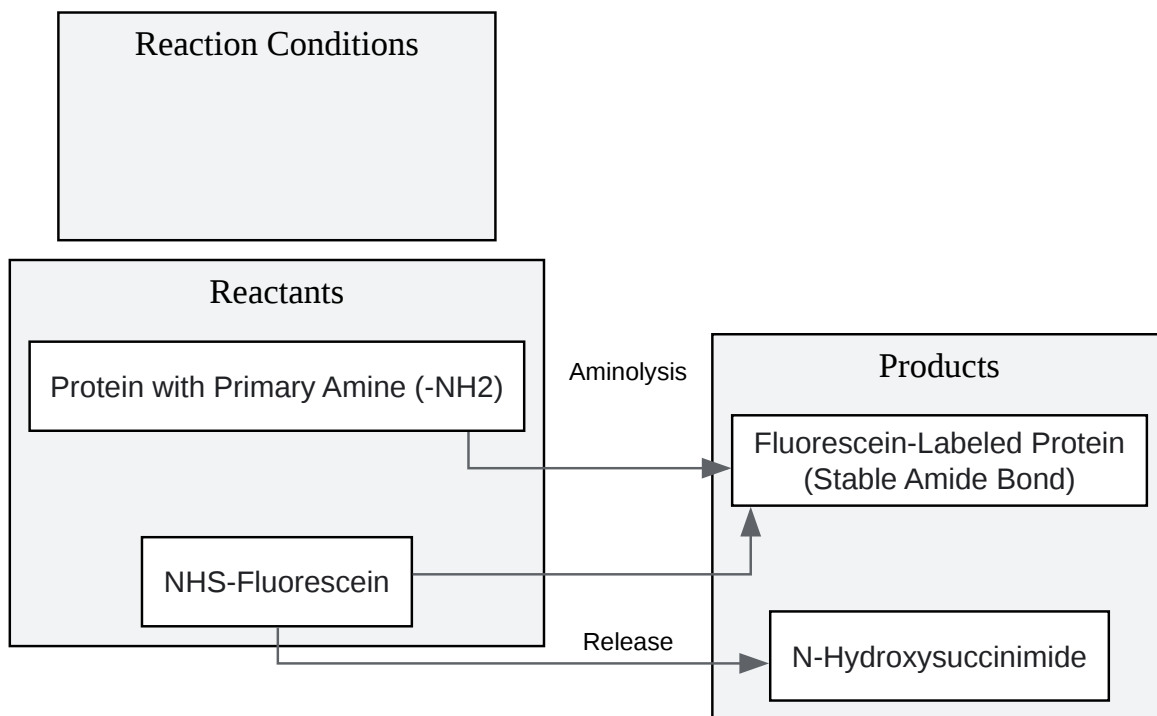 Reaction Conditions
Reactants
Protein with Primary Amine (-NH2)
NHS-Fluorescein
Aminolysis
Release
Products
Fluorescein-Labeled Protein
(Stable Amide Bond)
N-Hydroxysuccinimide